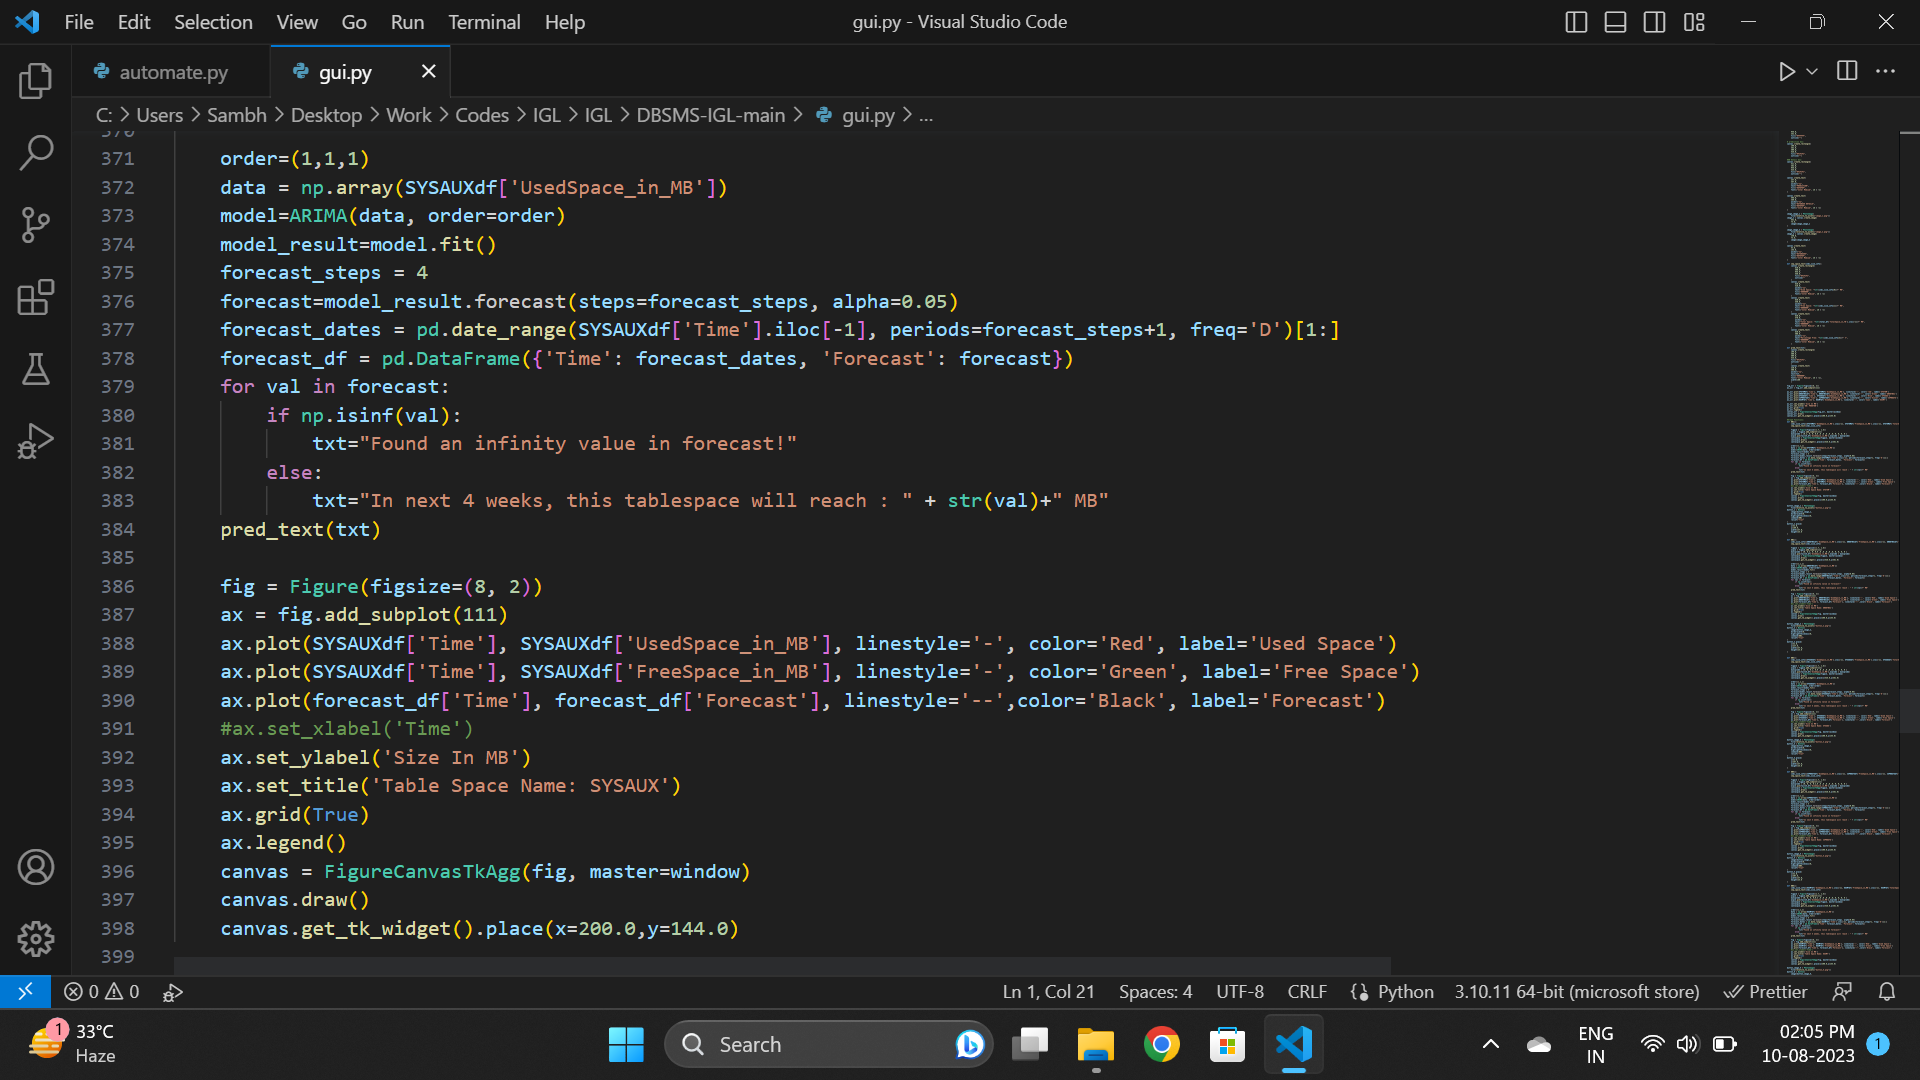 File Edit Selection View Go Run Terminal Help
gui.py - Visual Studio Code
automate.py
gui.py
C: > Users > Sambh > Desktop > Work > Codes > IGL > IGL > DBSMS-IGL-main > gui.py > ...
370
371 order=(1,1,1)
372 data = np.array(SYSAUXdf['UsedSpace_in_MB'])
373 model=ARIMA(data, order=order)
374 model_result=model.fit()
375 forecast_steps = 4
376 forecast=model_result.forecast(steps=forecast_steps, alpha=0.05)
377 forecast_dates = pd.date_range(SYSAUXdf['Time'].iloc[-1], periods=forecast_steps+1, freq='D')[1:]
378 forecast_df = pd.DataFrame({'Time': forecast_dates, 'Forecast': forecast})
379 for val in forecast:
380 if np.isinf(val):
381 txt="Found an infinity value in forecast!"
382 else:
383 txt="In next 4 weeks, this tablespace will reach : " + str(val)+" MB"
384 pred_text(txt)
385
386 fig = Figure(figsize=(8, 2))
387 ax = fig.add_subplot(111)
388 ax.plot(SYSAUXdf['Time'], SYSAUXdf['UsedSpace_in_MB'], linestyle='-', color='Red', label='Used Space')
389 ax.plot(SYSAUXdf['Time'], SYSAUXdf['FreeSpace_in_MB'], linestyle='-', color='Green', label='Free Space')
390 ax.plot(forecast_df['Time'], forecast_df['Forecast'], linestyle='--',color='Black', label='Forecast')
391 #ax.set_xlabel('Time')
392 ax.set_ylabel('Size In MB')
393 ax.set_title('Table Space Name: SYSAUX')
394 ax.grid(True)
395 ax.legend()
396 canvas = FigureCanvasTkAgg(fig, master=window)
397 canvas.draw()
398 canvas.get_tk_widget().place(x=200.0,y=144.0)
399
0 0
Ln 1, Col 21 Spaces: 4 UTF-8 CRLF Python 3.10.11 64-bit (microsoft store) Prettier
1 33°C
Haze
Search
ENG
IN
02:05 PM
10-08-2023
1